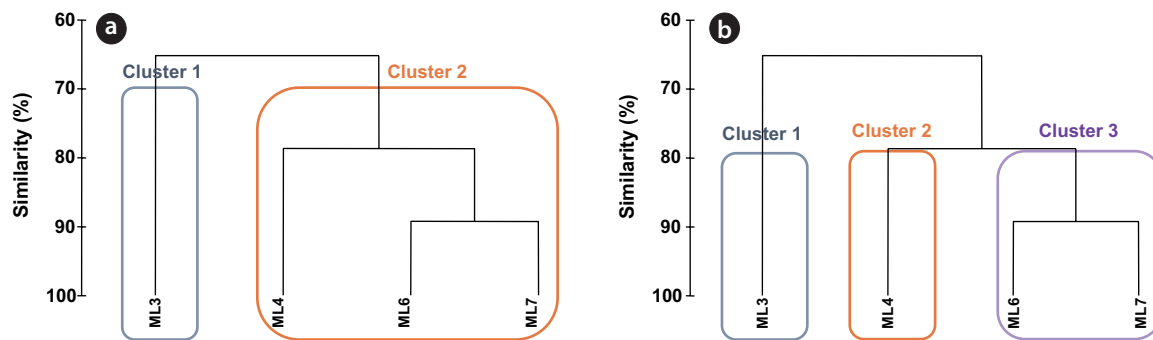 a
Similarity (%)
60
70
80
90
100
Cluster 1
Cluster 2
ML3
ML4
ML6
ML7
b
Similarity (%)
60
70
80
90
100
Cluster 1
Cluster 2
Cluster 3
ML3
ML4
ML6
ML7